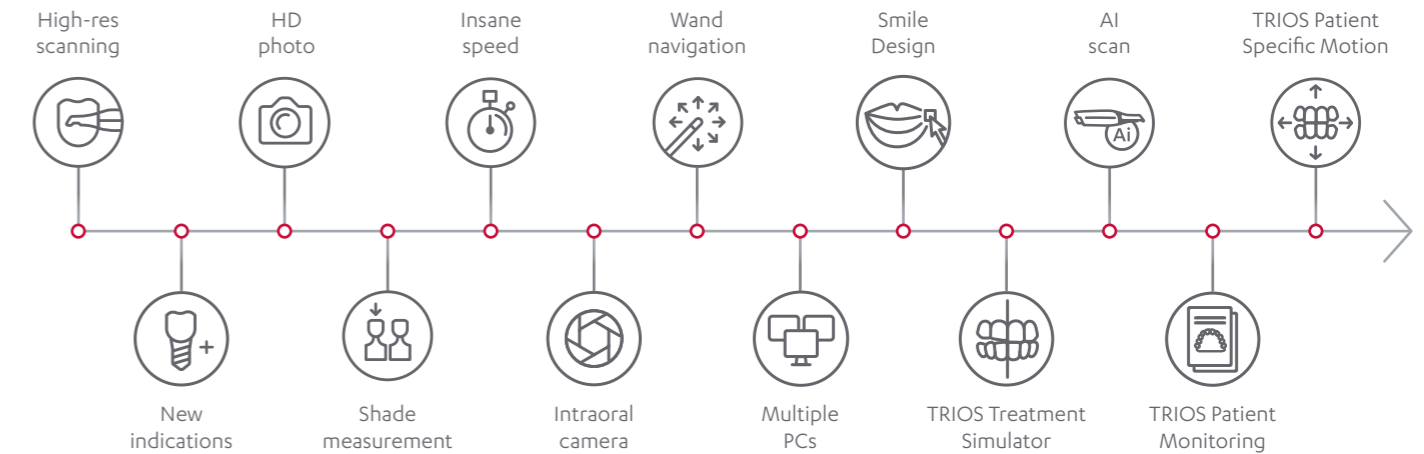 High-res
scanning
HD
photo
Insane
speed
Wand
navigation
Smile
Design
AI
scan
TRIOS Patient
Specific Motion
Ai
+
New
indications
Shade
measurement
Intraoral
camera
Multiple
PCs
TRIOS Treatment
Simulator
TRIOS Patient
Monitoring